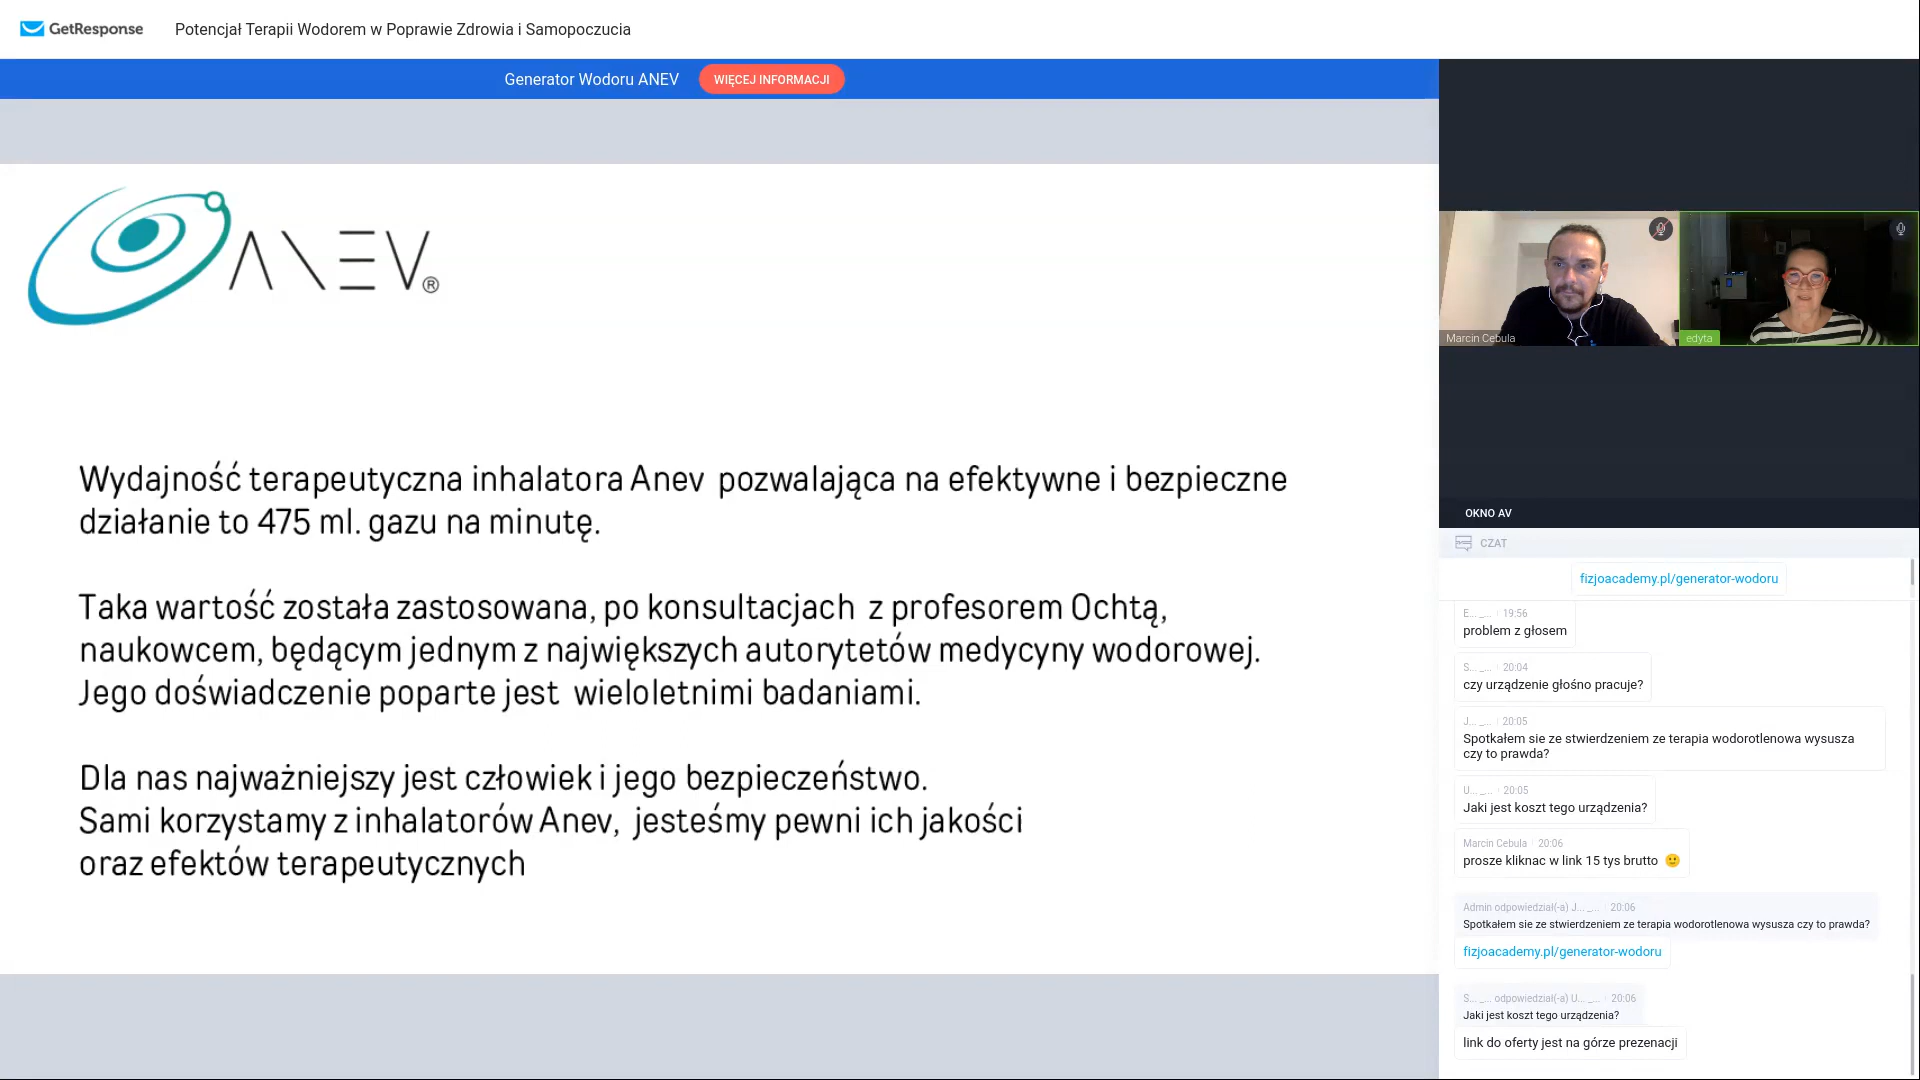 GetResponse
Potencjał Terapii Wodorem w Poprawie Zdrowia i Samopoczucia
Generator Wodoru ANEV
WIĘCEJ INFORMACJI
ANEV®
Wydajność terapeutyczna inhalatora Anev pozwalająca na efektywne i bezpieczne
działanie to 475 ml. gazu na minutę.
Taka wartość została zastosowana, po konsultacjach z profesorem Ochtą,
naukowcem, będącym jednym z największych autorytetów medycyny wodorowej.
Jego doświadczenie poparte jest wieloletnimi badaniami.
Dla nas najważniejszy jest człowiek i jego bezpieczeństwo.
Sami korzystamy z inhalatorów Anev, jesteśmy pewni ich jakości
oraz efektów terapeutycznych
Marcin Cebula
edyta
OKNO AV
CZAT
fizjoacademy.pl/generator-wodoru
E... _... 19:56
problem z głosem
S... _... 20:04
czy urządzenie głośno pracuje?
J... _... 20:05
Spotkałem sie ze stwierdzeniem ze terapia wodorotlenowa wysusza
czy to prawda?
U... _... 20:05
Jaki jest koszt tego urządzenia?
Marcin Cebula 20:06
prosze kliknac w link 15 tys brutto 🙂
Admin odpowiedział(-a) J... _... 20:06
Spotkałem sie ze stwierdzeniem ze terapia wodorotlenowa wysusza czy to prawda?
fizjoacademy.pl/generator-wodoru
S... _... odpowiedział(-a) U... _... 20:06
Jaki jest koszt tego urządzenia?
link do oferty jest na górze prezenacji